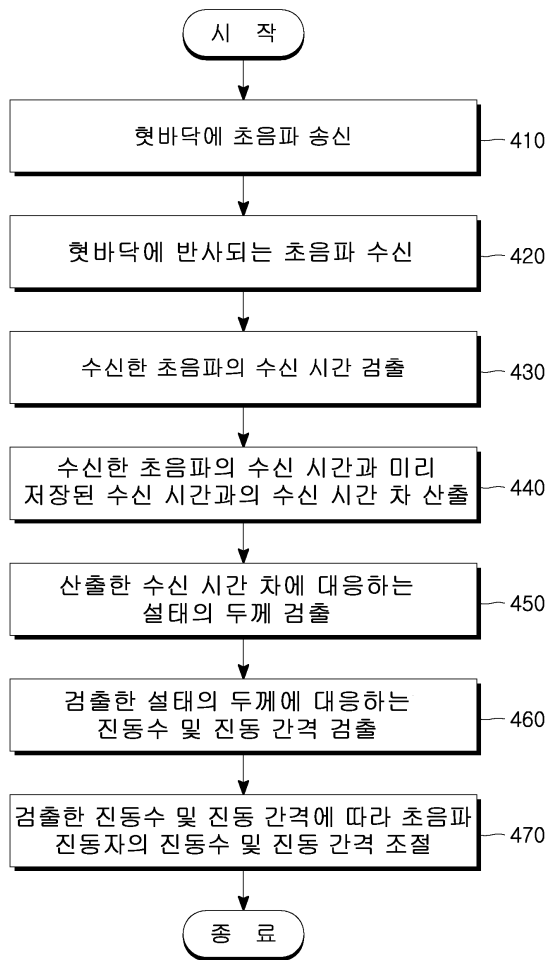 시 작
혓바닥에 초음파 송신
410
혓바닥에 반사되는 초음파 수신
420
수신한 초음파의 수신 시간 검출
430
수신한 초음파의 수신 시간과 미리
저장된 수신 시간과의 수신 시간 차 산출
440
산출한 수신 시간 차에 대응하는
설태의 두께 검출
450
검출한 설태의 두께에 대응하는
진동수 및 진동 간격 검출
460
검출한 진동수 및 진동 간격에 따라 초음파
진동자의 진동수 및 진동 간격 조절
470
종 료